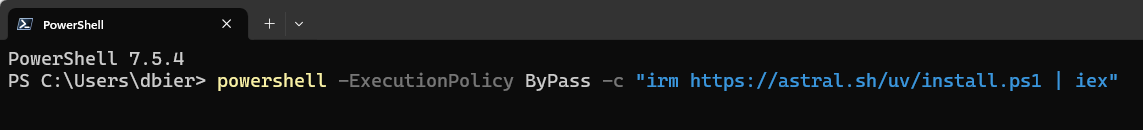 PowerShell
PowerShell 7.5.4
PS C:\Users\dbier> powershell -ExecutionPolicy ByPass -c "irm https://astral.sh/uv/install.ps1 | iex"